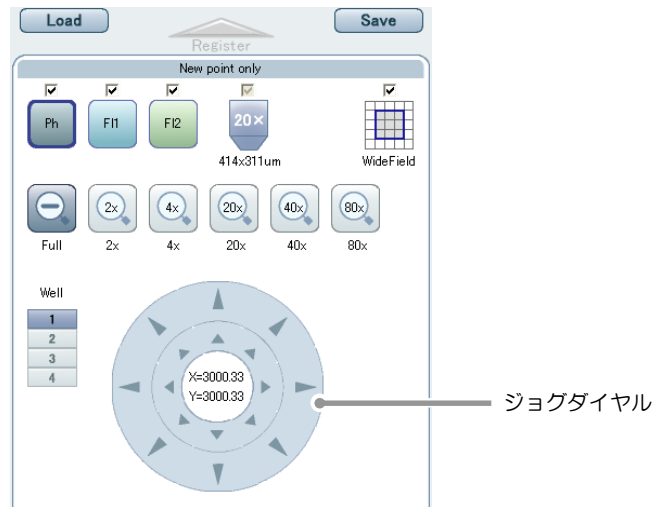 Load
Save
Register
New point only
Ph
Fl1
Fl2
20×
414x311um
WideField
2x
4x
20x
40x
80x
Full
2x
4x
20x
40x
80x
Well
1
2
3
4
X=3000.33
Y=3000.33
ジョグダイヤル